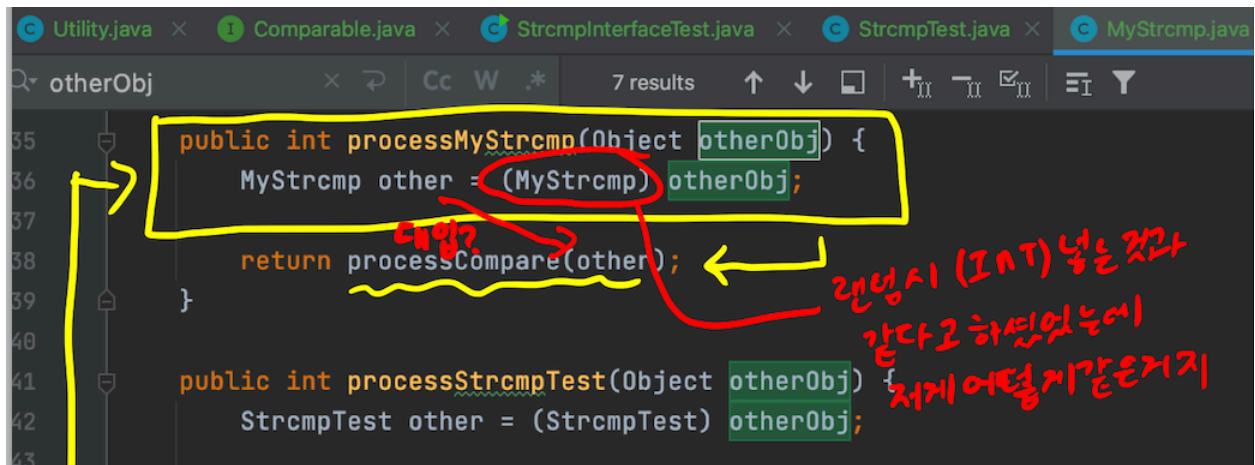 Utility.java × Comparable.java × StrcmpInterfaceTest.java × StrcmpTest.java × MyStrcmp.java
otherObj × Cc W .* 7 results
35 public int processMyStrcmp(Object otherObj) {
36 MyStrcmp other = (MyStrcmp) otherObj;
37
대입?
38 return processCompare(other);
39 }
랜덤시 (INT) 넣는것과
같다고 하셨었는데
저게 어떻게같은거지
40
41 public int processStrcmpTest(Object otherObj) {
42 StrcmpTest other = (StrcmpTest) otherObj;
43